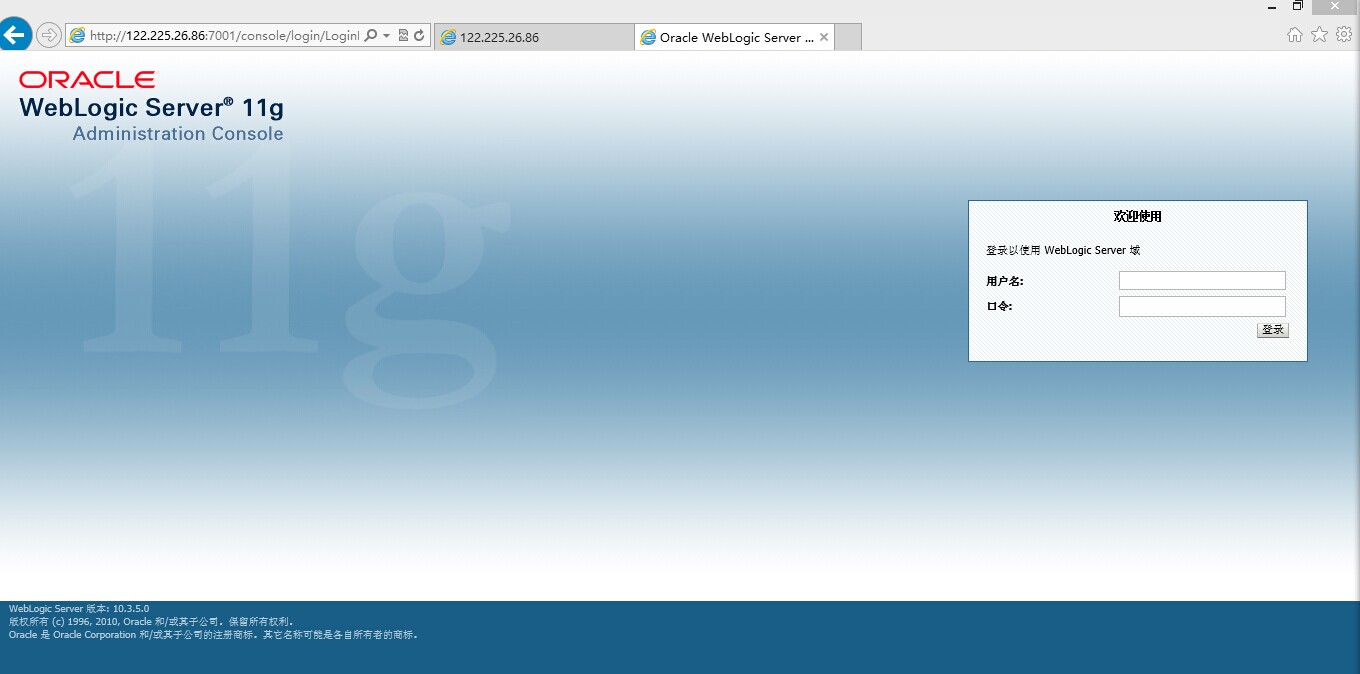 http://122.225.26.86:7001/console/login/Login
122.225.26.86
Oracle WebLogic Server ...
ORACLE
WebLogic Server® 11g
Administration Console
11g
欢迎使用
登录以使用 WebLogic Server 域
用户名:
口令:
登录
WebLogic Server 版本: 10.3.5.0
版权所有 (c) 1996, 2010, Oracle 和/或其子公司。保留所有权利。
Oracle 是 Oracle Corporation 和/或其子公司的注册商标。其它名称可能是各自所有者的商标。